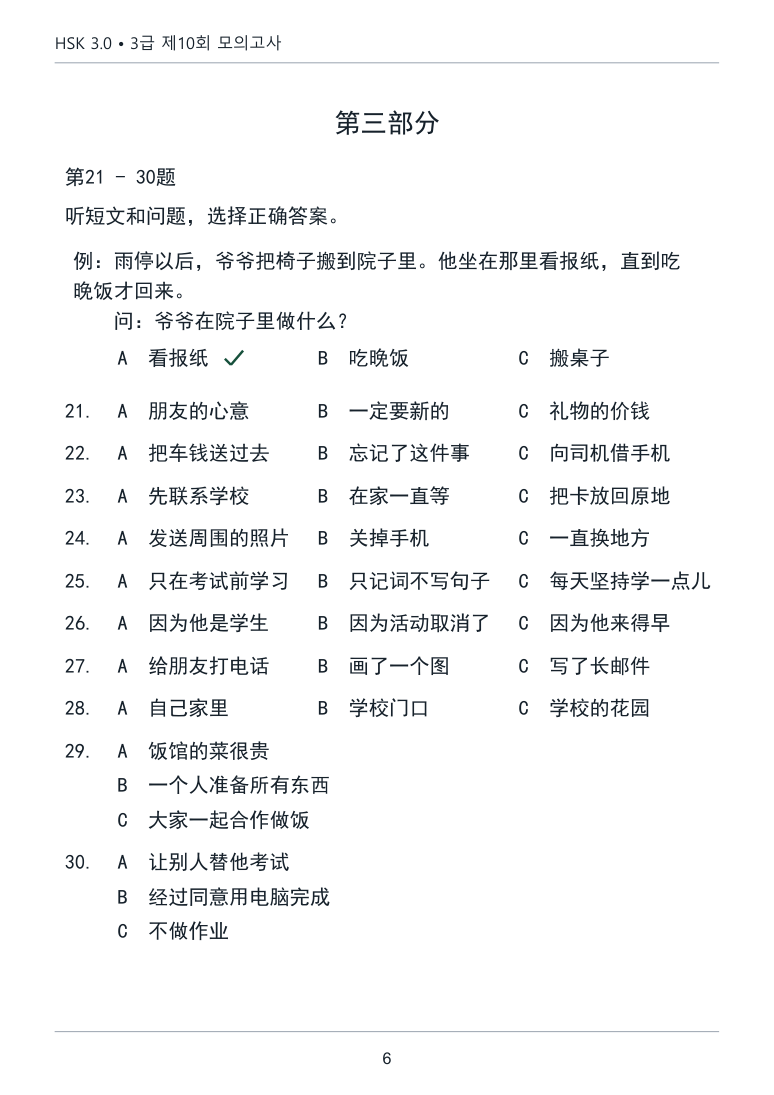 HSK 3.0 • 3급 제10회 모의고사
第三部分
第21 - 30题
听短文和问题，选择正确答案。
例：雨停以后，爷爷把椅子搬到院子里。他坐在那里看报纸，直到吃
晚饭才回来。
问：爷爷在院子里做什么？
A 看报纸 ✓ B 吃晚饭 C 搬桌子
21. A 朋友的心意 B 一定要新的 C 礼物的价钱
22. A 把车钱送过去 B 忘记了这件事 C 向司机借手机
23. A 先联系学校 B 在家一直等 C 把卡放回原地
24. A 发送周围的照片 B 关掉手机 C 一直换地方
25. A 只在考试前学习 B 只记词不写句子 C 每天坚持学一点儿
26. A 因为他是学生 B 因为活动取消了 C 因为他来得早
27. A 给朋友打电话 B 画了一个图 C 写了长邮件
28. A 自己家里 B 学校门口 C 学校的花园
29. A 饭馆的菜很贵
B 一个人准备所有东西
C 大家一起合作做饭
30. A 让别人替他考试
B 经过同意用电脑完成
C 不做作业
6